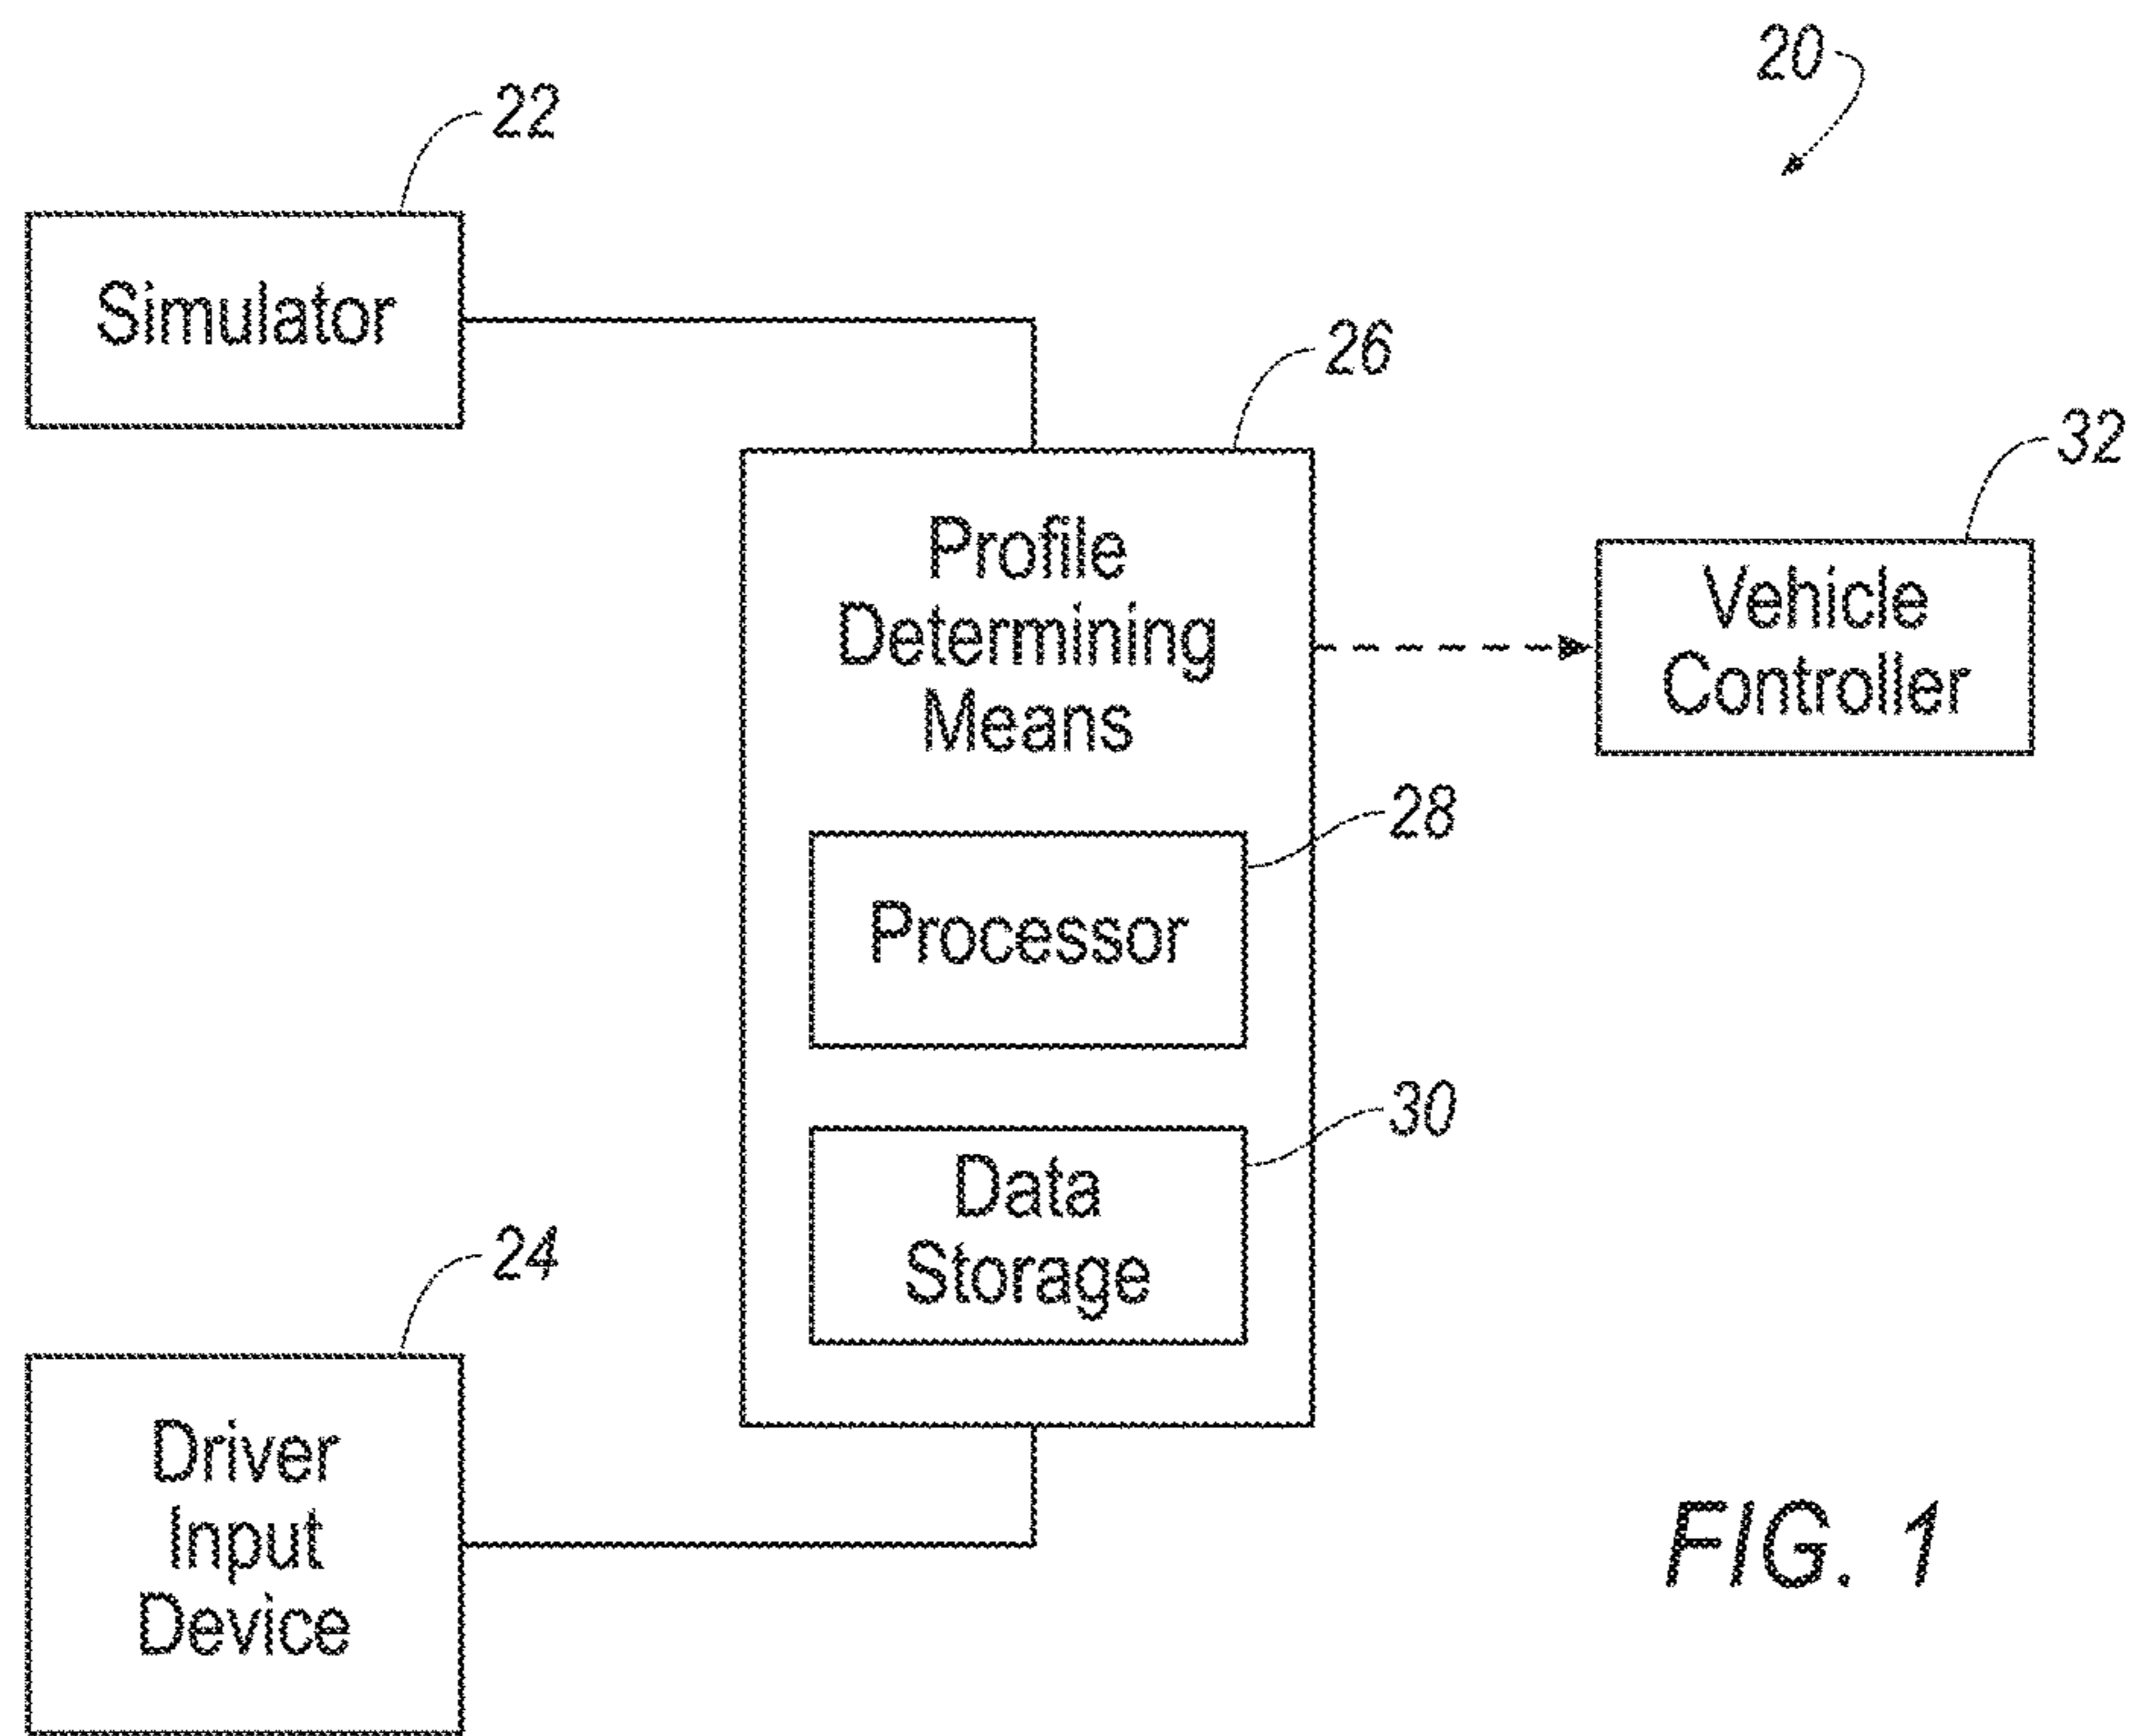 20
22
Simulator
26
32
Profile
Determining
Means
Vehicle
Controller
28
Processor
30
Data
Storage
24
Driver
Input
Device
FIG. 1